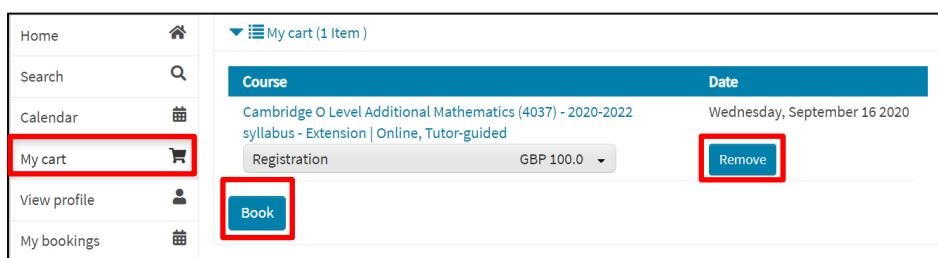 Home
Search
Calendar
My cart
View profile
My bookings
My cart (1 Item )
Course Date
Cambridge O Level Additional Mathematics (4037) - 2020-2022 Wednesday, September 16 2020
syllabus - Extension | Online, Tutor-guided
Registration GBP 100.0 Remove
Book